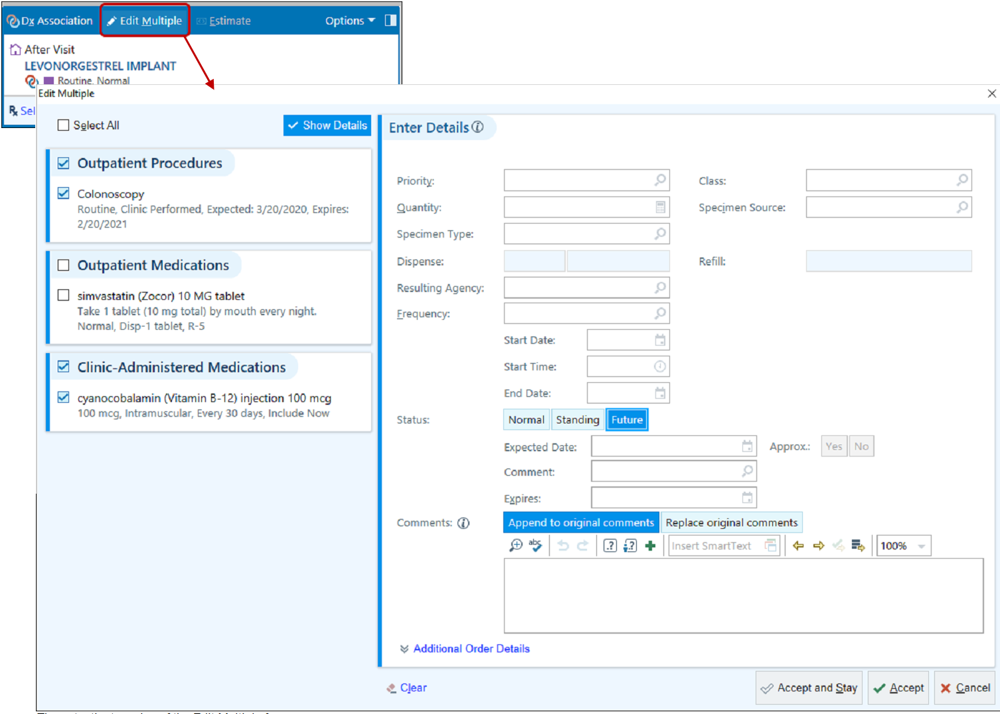 Dx Association Edit Multiple Estimate Options
After Visit
LEVONORGESTREL IMPLANT
Routine, Normal
Sel
Edit Multiple
Select All Show Details
Outpatient Procedures
Colonoscopy
Routine, Clinic Performed, Expected: 3/20/2020, Expires:
2/20/2021
Outpatient Medications
simvastatin (Zocor) 10 MG tablet
Take 1 tablet (10 mg total) by mouth every night.
Normal, Disp-1 tablet, R-5
Clinic-Administered Medications
cyanocobalamin (Vitamin B-12) injection 100 mcg
100 mcg, Intramuscular, Every 30 days, Include Now
Enter Details
Priority: Class:
Quantity: Specimen Source:
Specimen Type:
Dispense: Refill:
Resulting Agency:
Frequency:
Start Date:
Start Time:
End Date:
Status: Normal Standing Future
Expected Date: Approx.: Yes No
Comment:
Expires:
Comments: Append to original comments Replace original comments
abc Insert SmartText 100%
Additional Order Details
Clear Accept and Stay Accept Cancel